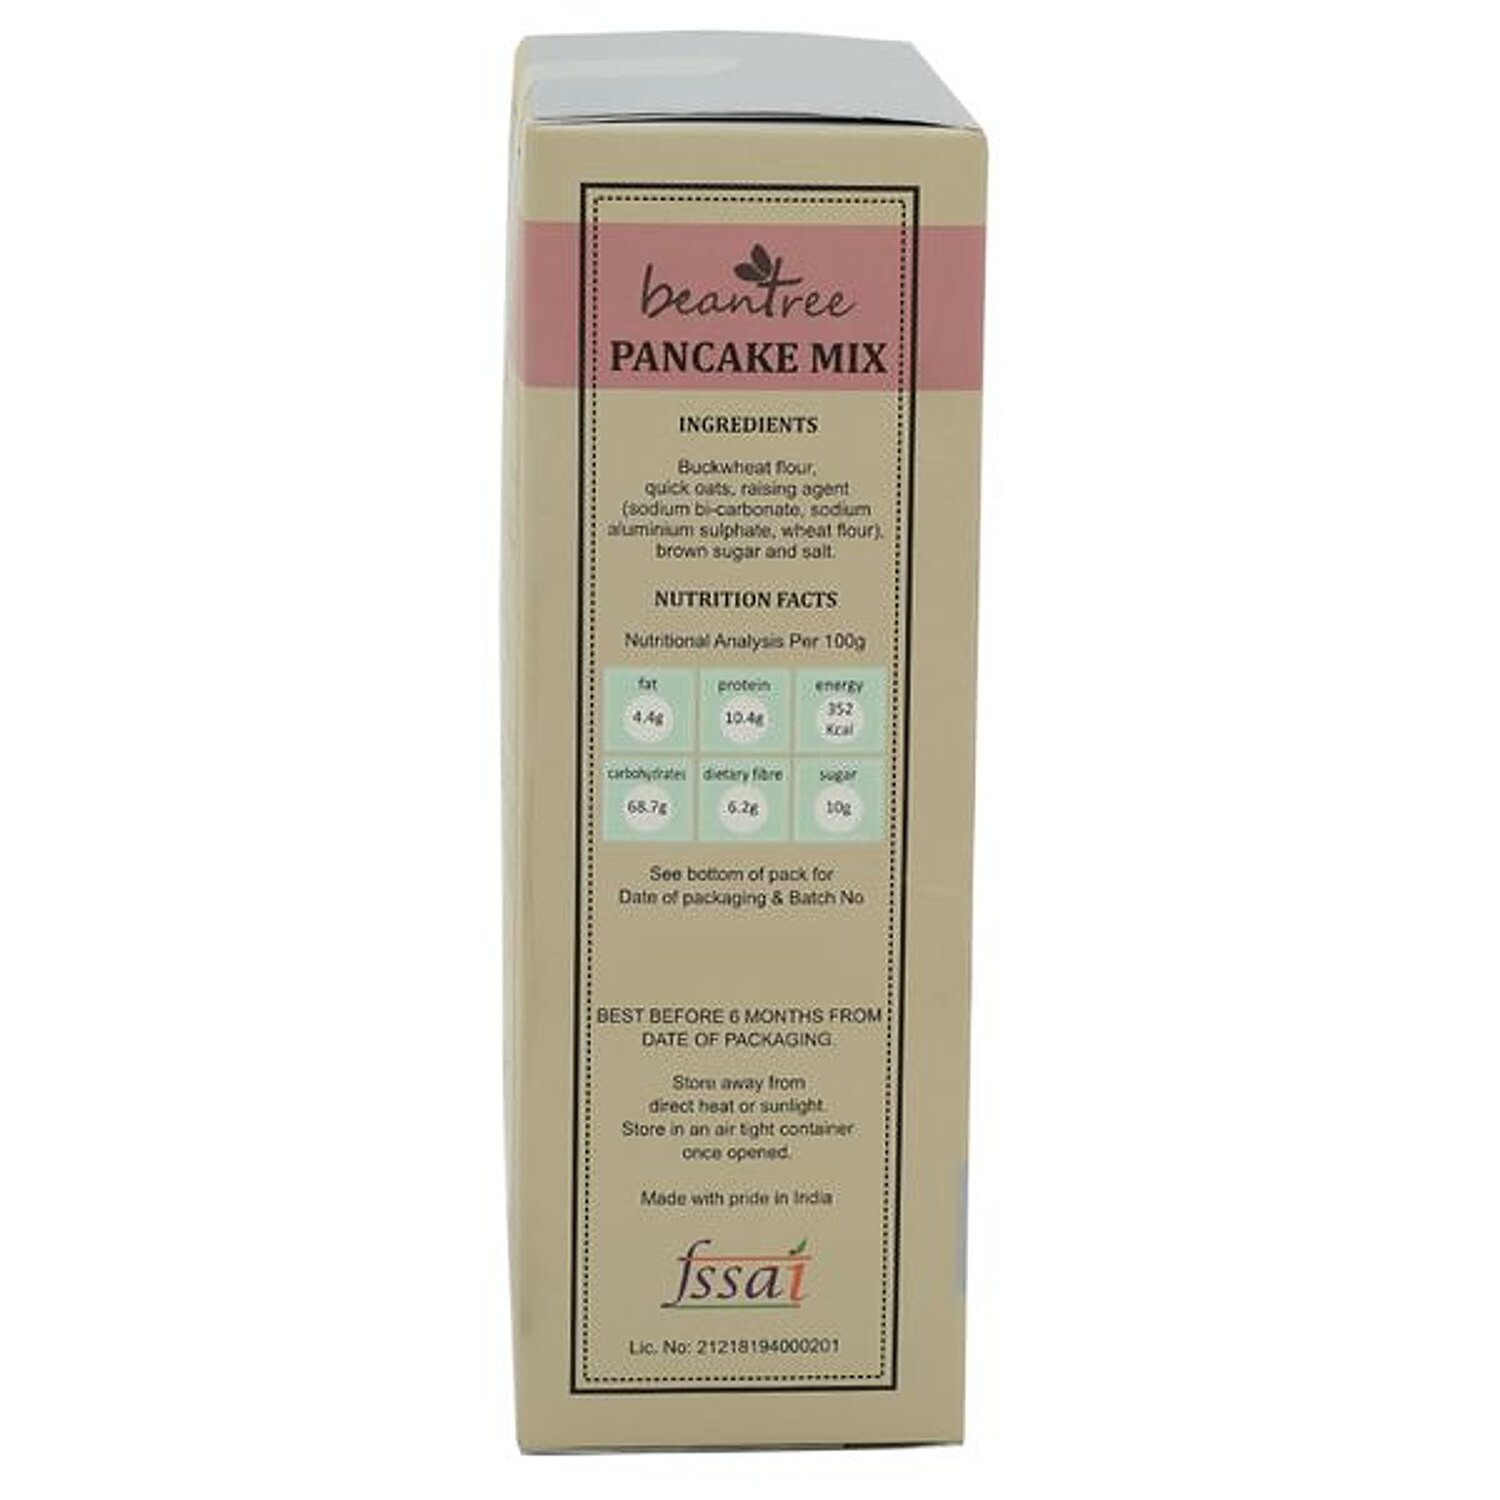 beantree
PANCAKE MIX
INGREDIENTS
Buckwheat flour,
quick oats, raising agent
(sodium bi-carbonate, sodium
aluminium sulphate, wheat flour),
brown sugar and salt.
NUTRITION FACTS
Nutritional Analysis Per 100g
fat protein energy
4.4g 10.4g 352 Kcal
carbohydrates dietary fibre sugar
68.7g 6.2g 10g
See bottom of pack for
Date of packaging & Batch No
BEST BEFORE 6 MONTHS FROM
DATE OF PACKAGING.
Store away from
direct heat or sunlight.
Store in an air tight container
once opened.
Made with pride in India
fssai
Lic. No: 21218194000201